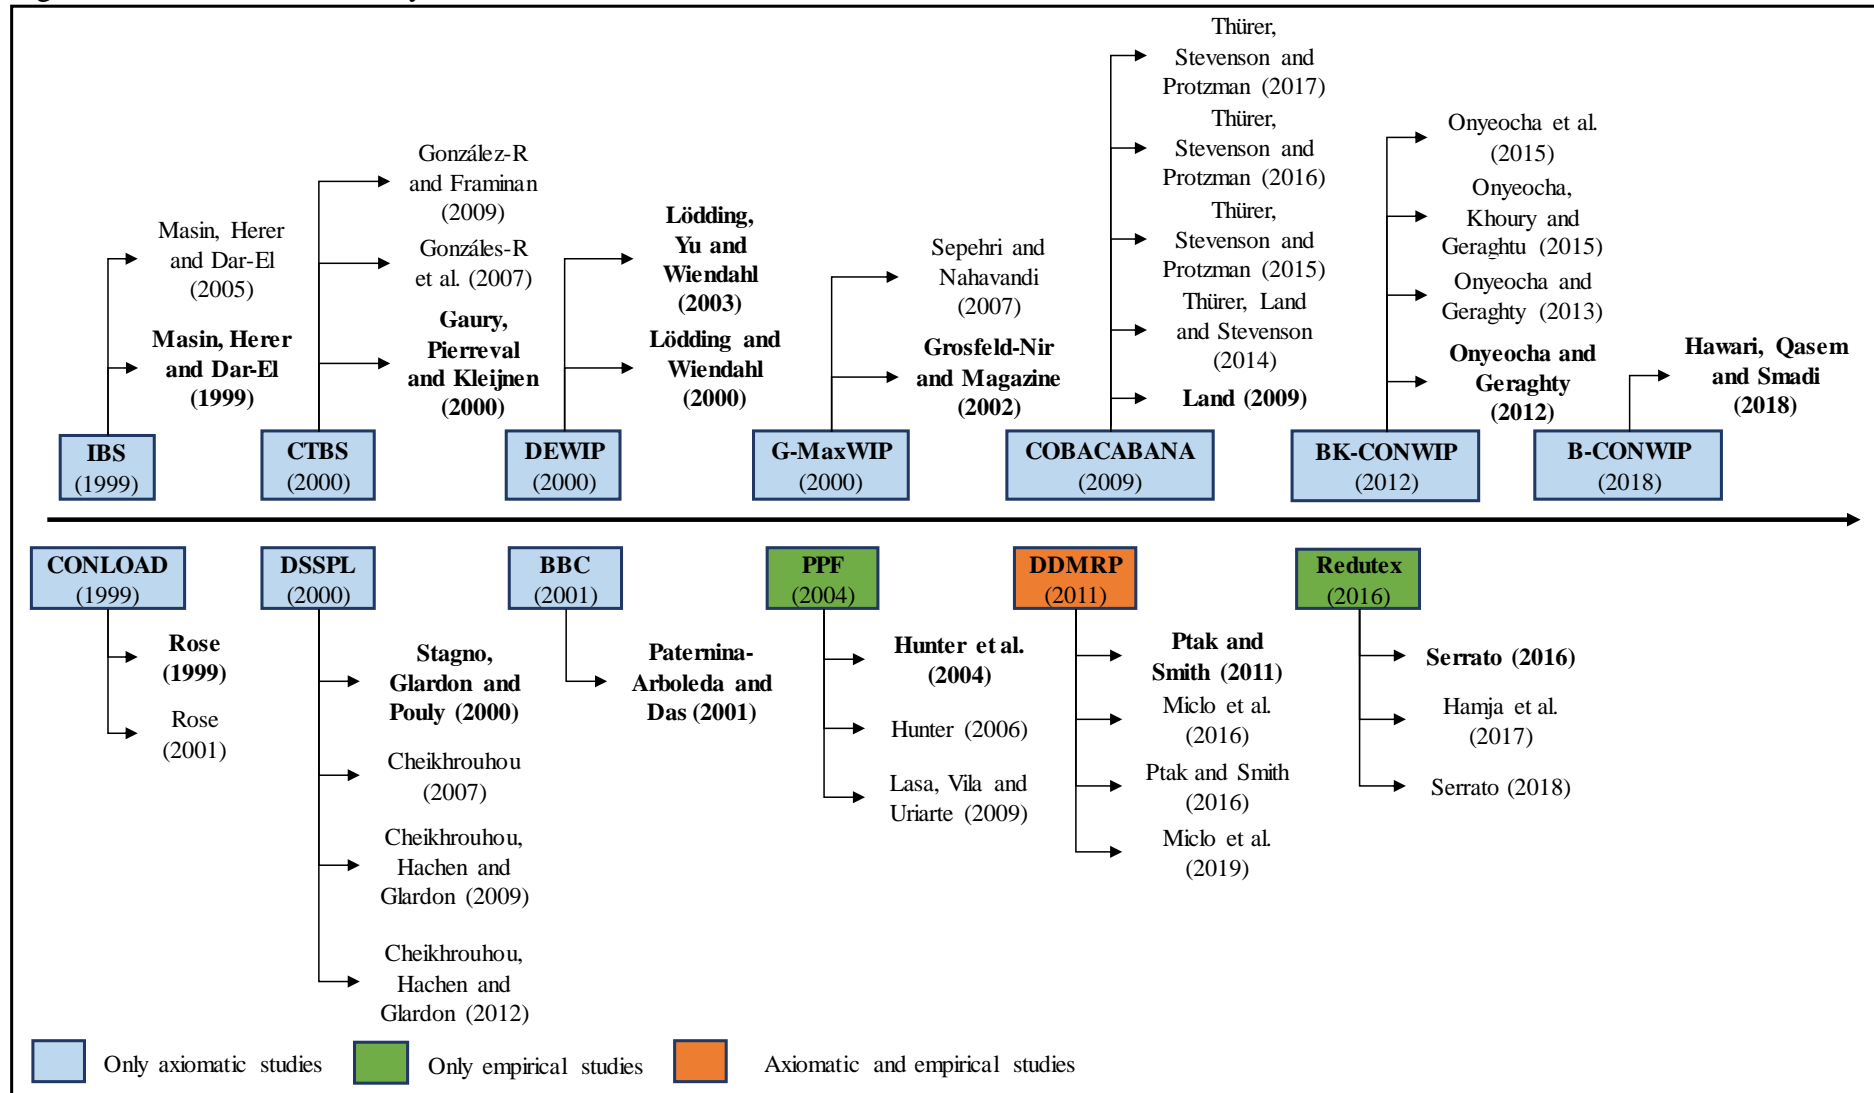 Thürer,
Stevenson and
Protzman (2017)
Thürer,
Stevenson and
Protzman (2016)
Thürer,
Stevenson and
Protzman (2015)
Thürer, Land
and Stevenson
(2014)
Land (2009)
Onyeocha et al.
(2015)
Onyeocha,
Khoury and
Geraghtu (2015)
Onyeocha and
Geraghty (2013)
Onyeocha and
Geraghty
(2012)
Hawari, Qasem
and Smadi
(2018)
González-R
and Framinan
(2009)
Gonzáles-R
et al. (2007)
Gaury,
Pierreval
and Kleijnen
(2000)
Masin, Herer
and Dar-El
(2005)
Masin, Herer
and Dar-El
(1999)
Lödding,
Yu and
Wiendahl
(2003)
Lödding and
Wiendahl
(2000)
Sepehri and
Nahavandi
(2007)
Grosfeld-Nir
and Magazine
(2002)
IBS
(1999)
CTBS
(2000)
DEWIP
(2000)
G-MaxWIP
(2000)
COBACABANA
(2009)
BK-CONWIP
(2012)
B-CONWIP
(2018)
CONLOAD
(1999)
DSSPL
(2000)
BBC
(2001)
PPF
(2004)
DDMRP
(2011)
Redutex
(2016)
Rose
(1999)
Rose
(2001)
Stagno,
Glardon and
Pouly (2000)
Cheikhrouhou
(2007)
Cheikhrouhou,
Hachen and
Glardon (2009)
Cheikhrouhou,
Hachen and
Glardon (2012)
Paternina-
Arboleda and
Das (2001)
Hunter et al.
(2004)
Hunter (2006)
Lasa, Vila and
Uriarte (2009)
Ptak and
Smith (2011)
Miclo et al.
(2016)
Ptak and Smith
(2016)
Miclo et al.
(2019)
Serrato (2016)
Hamja et al.
(2017)
Serrato (2018)
Only axiomatic studies
Only empirical studies
Axiomatic and empirical studies